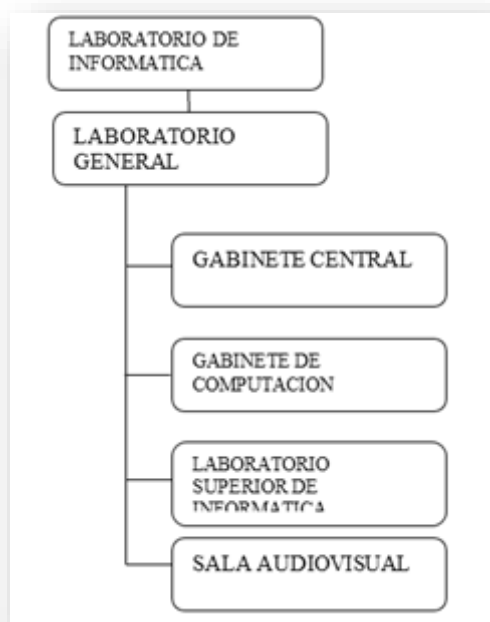 LABORATORIO DE
INFORMATICA
LABORATORIO
GENERAL
GABINETE CENTRAL
GABINETE DE
COMPUTACION
LABORATORIO
SUPERIOR DE
INFORMATICA
SALA AUDIOVISUAL